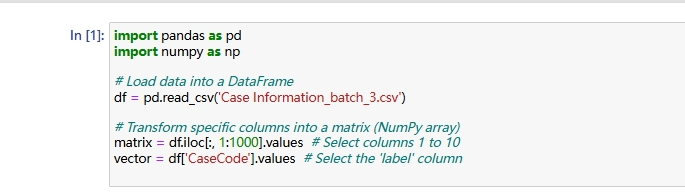 In [1]: import pandas as pd
import numpy as np
# Load data into a DataFrame
df = pd.read_csv('Case Information_batch_3.csv')
# Transform specific columns into a matrix (NumPy array)
matrix = df.iloc[:, 1:1000].values  # Select columns 1 to 10
vector = df['CaseCode'].values  # Select the 'label' column